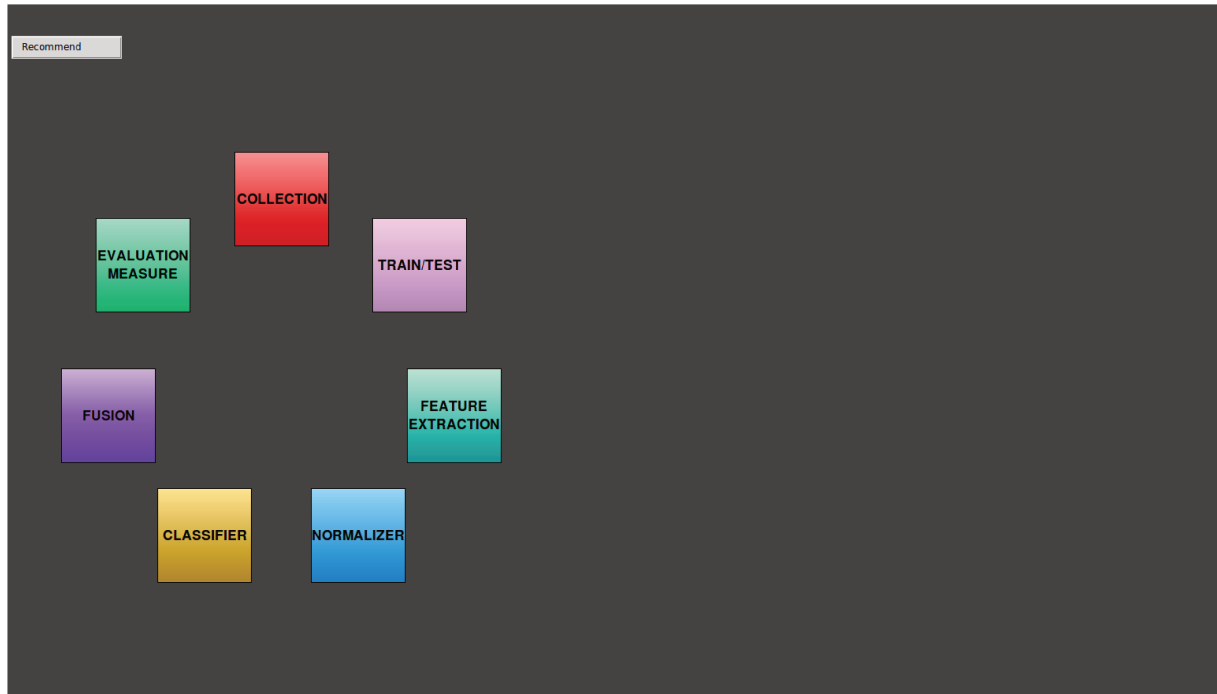 Recommend
COLLECTION
EVALUATION
MEASURE
TRAIN/TEST
FUSION
FEATURE
EXTRACTION
CLASSIFIER
NORMALIZER